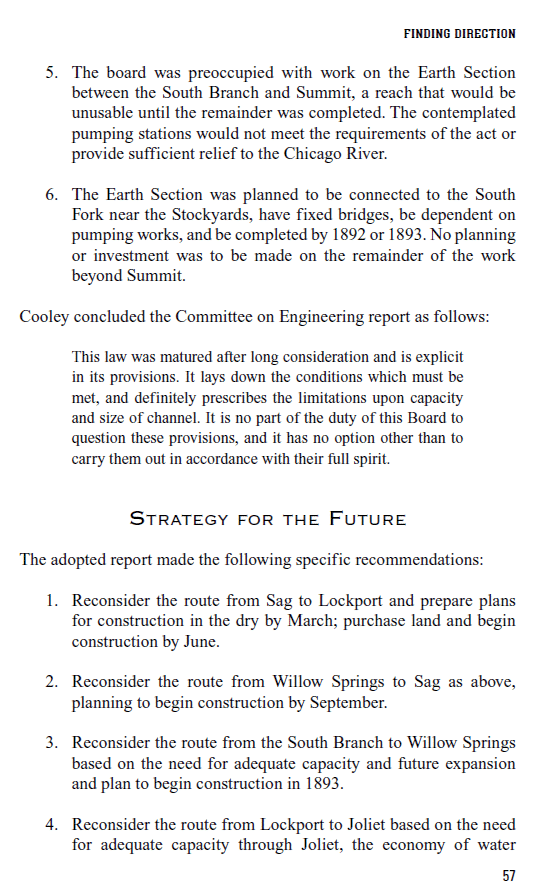 FINDING DIRECTION
5. The board was preoccupied with work on the Earth Section
between the South Branch and Summit, a reach that would be
unusable until the remainder was completed. The contemplated
pumping stations would not meet the requirements of the act or
provide sufficient relief to the Chicago River.
6. The Earth Section was planned to be connected to the South
Fork near the Stockyards, have fixed bridges, be dependent on
pumping works, and be completed by 1892 or 1893. No planning
or investment was to be made on the remainder of the work
beyond Summit.
Cooley concluded the Committee on Engineering report as follows:
This law was matured after long consideration and is explicit
in its provisions. It lays down the conditions which must be
met, and definitely prescribes the limitations upon capacity
and size of channel. It is no part of the duty of this Board to
question these provisions, and it has no option other than to
carry them out in accordance with their full spirit.
STRATEGY FOR THE FUTURE
The adopted report made the following specific recommendations:
1. Reconsider the route from Sag to Lockport and prepare plans
for construction in the dry by March; purchase land and begin
construction by June.
2. Reconsider the route from Willow Springs to Sag as above,
planning to begin construction by September.
3. Reconsider the route from the South Branch to Willow Springs
based on the need for adequate capacity and future expansion
and plan to begin construction in 1893.
4. Reconsider the route from Lockport to Joliet based on the need
for adequate capacity through Joliet, the economy of water
57